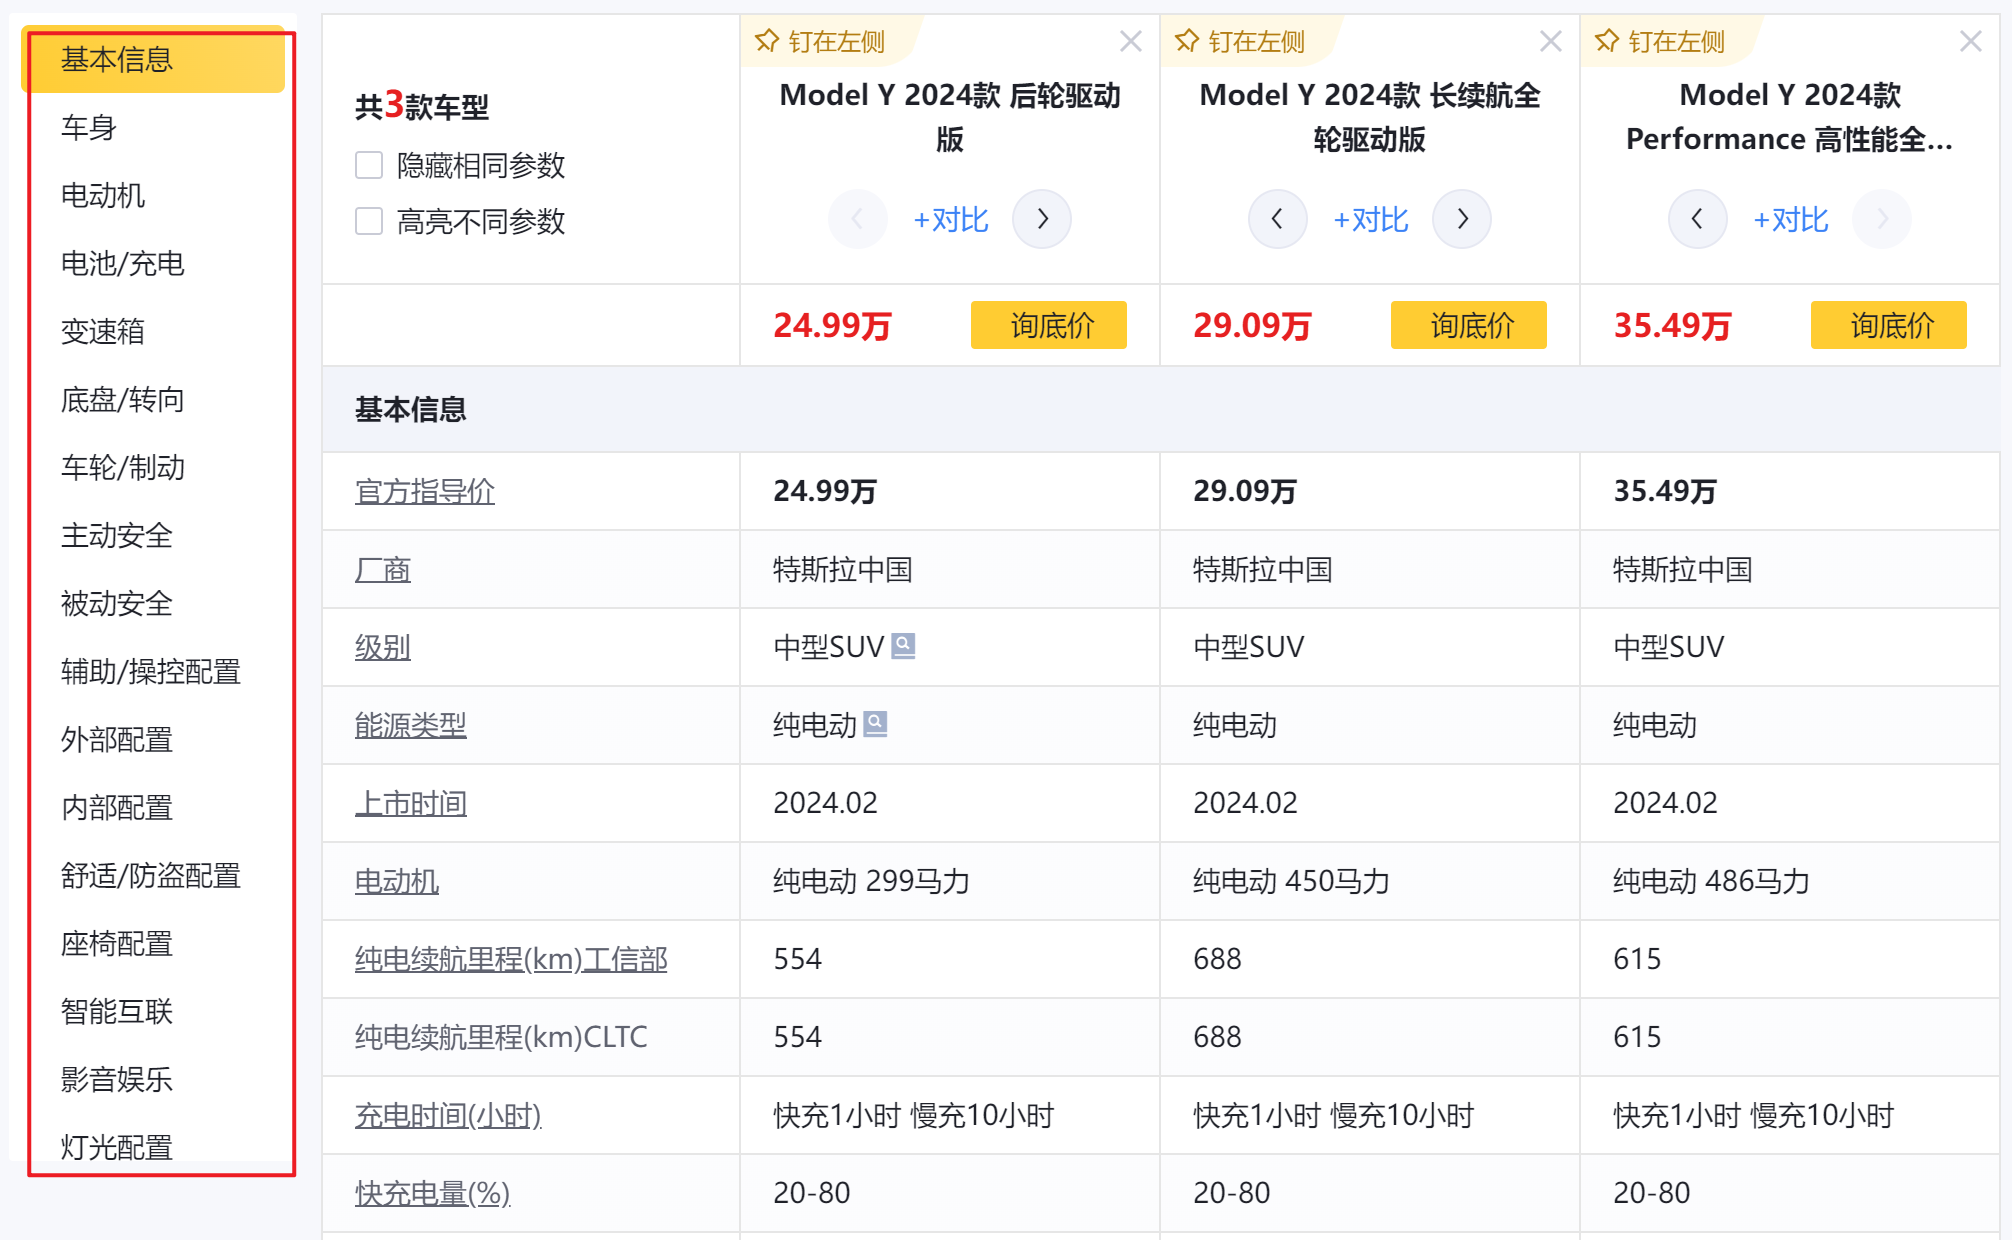 基本信息
车身
电动机
电池/充电
变速箱
底盘/转向
车轮/制动
主动安全
被动安全
辅助/操控配置
外部配置
内部配置
舒适/防盗配置
座椅配置
智能互联
影音娱乐
灯光配置
共3款车型
隐藏相同参数
高亮不同参数
钉在左侧
Model Y 2024款 后轮驱动
版
+对比
钉在左侧
Model Y 2024款 长续航全
轮驱动版
+对比
钉在左侧
Model Y 2024款
Performance 高性能全...
+对比
24.99万 询底价 29.09万 询底价 35.49万 询底价
基本信息
官方指导价 24.99万 29.09万 35.49万
厂商 特斯拉中国 特斯拉中国 特斯拉中国
级别 中型SUV 中型SUV 中型SUV
能源类型 纯电动 纯电动 纯电动
上市时间 2024.02 2024.02 2024.02
电动机 纯电动 299马力 纯电动 450马力 纯电动 486马力
纯电续航里程(km)工信部 554 688 615
纯电续航里程(km)CLTC 554 688 615
充电时间(小时) 快充1小时 慢充10小时 快充1小时 慢充10小时 快充1小时 慢充10小时
快充电量(%) 20-80 20-80 20-80